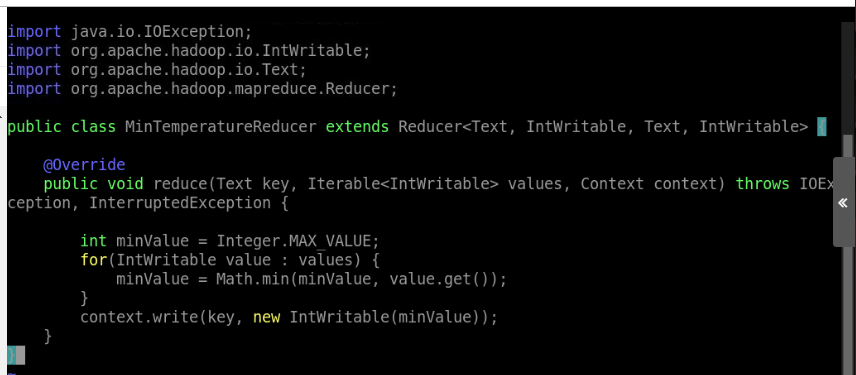 import java.io.IOException;
import org.apache.hadoop.io.IntWritable;
import org.apache.hadoop.io.Text;
import org.apache.hadoop.mapreduce.Reducer;

public class MinTemperatureReducer extends Reducer<Text, IntWritable, Text, IntWritable> {

    @Override
    public void reduce(Text key, Iterable<IntWritable> values, Context context) throws IOEx
ception, InterruptedException {

        int minValue = Integer.MAX_VALUE;
        for(IntWritable value : values) {
            minValue = Math.min(minValue, value.get());
        }
        context.write(key, new IntWritable(minValue));
    }
}
~